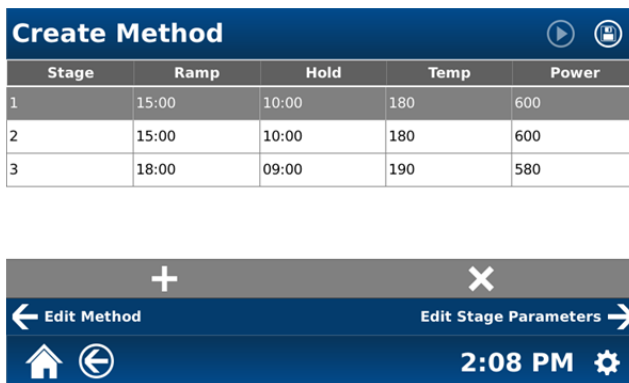 Create Method
Stage Ramp Hold Temp Power
1 15:00 10:00 180 600
2 15:00 10:00 180 600
3 18:00 09:00 190 580
Edit Method Edit Stage Parameters
2:08 PM